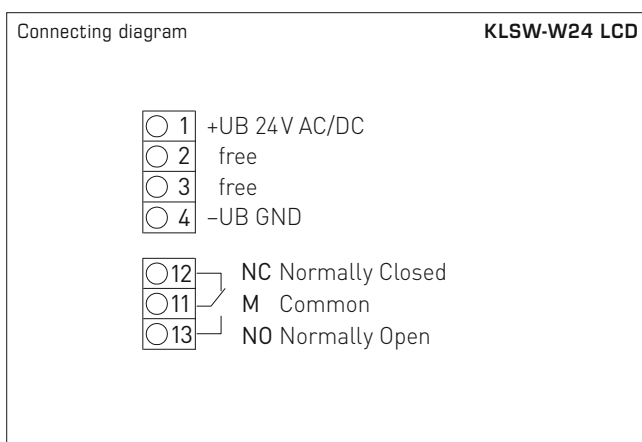 Connecting diagram KLSW-W24 LCD
1 +UB 24V AC/DC
2 free
3 free
4 –UB GND
12 NC Normally Closed
11 M Common
13 NO Normally Open